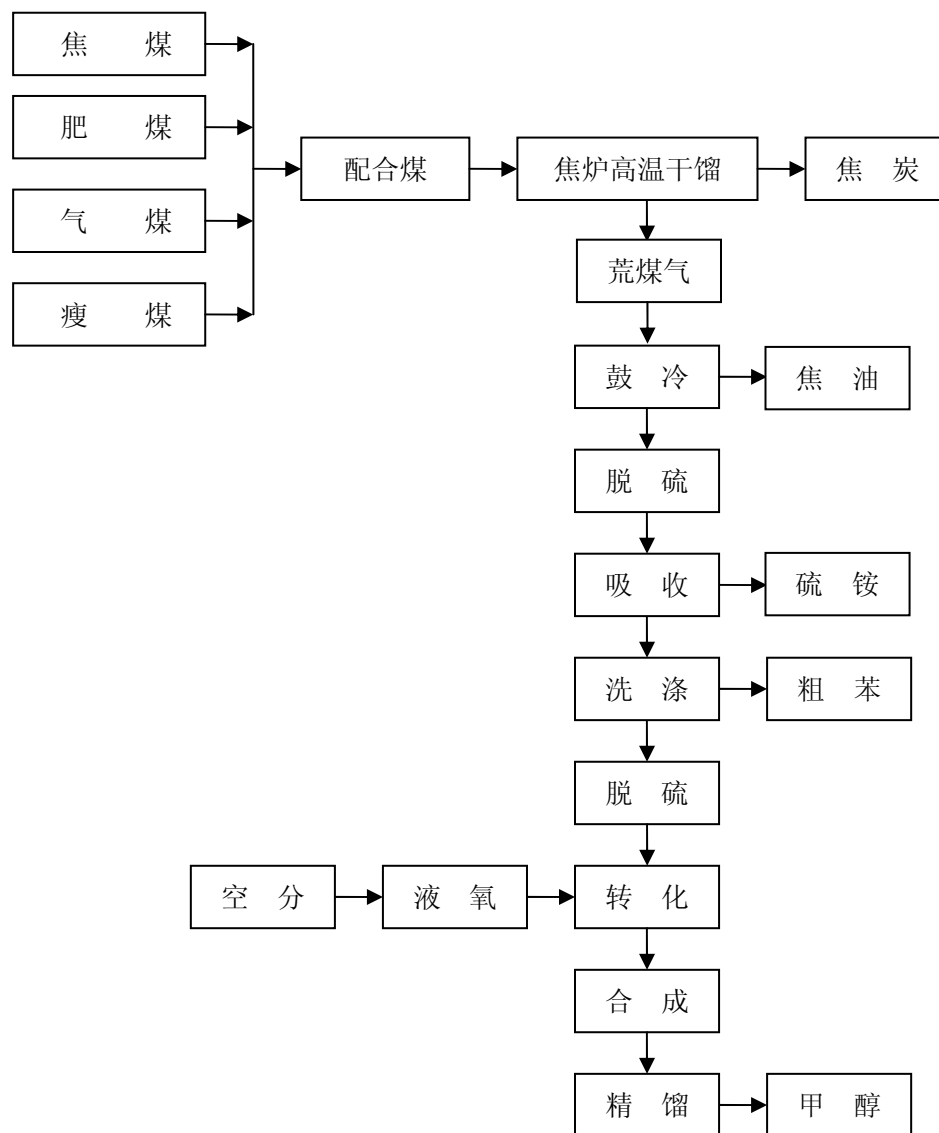 焦 煤
肥 煤
配合煤
焦炉高温干馏
焦 炭
气 煤
荒煤气
瘦 煤
鼓 冷
焦 油
脱 硫
吸 收
硫 铵
洗 涤
粗 苯
脱 硫
空 分
液 氧
转 化
合 成
精 馏
甲 醇